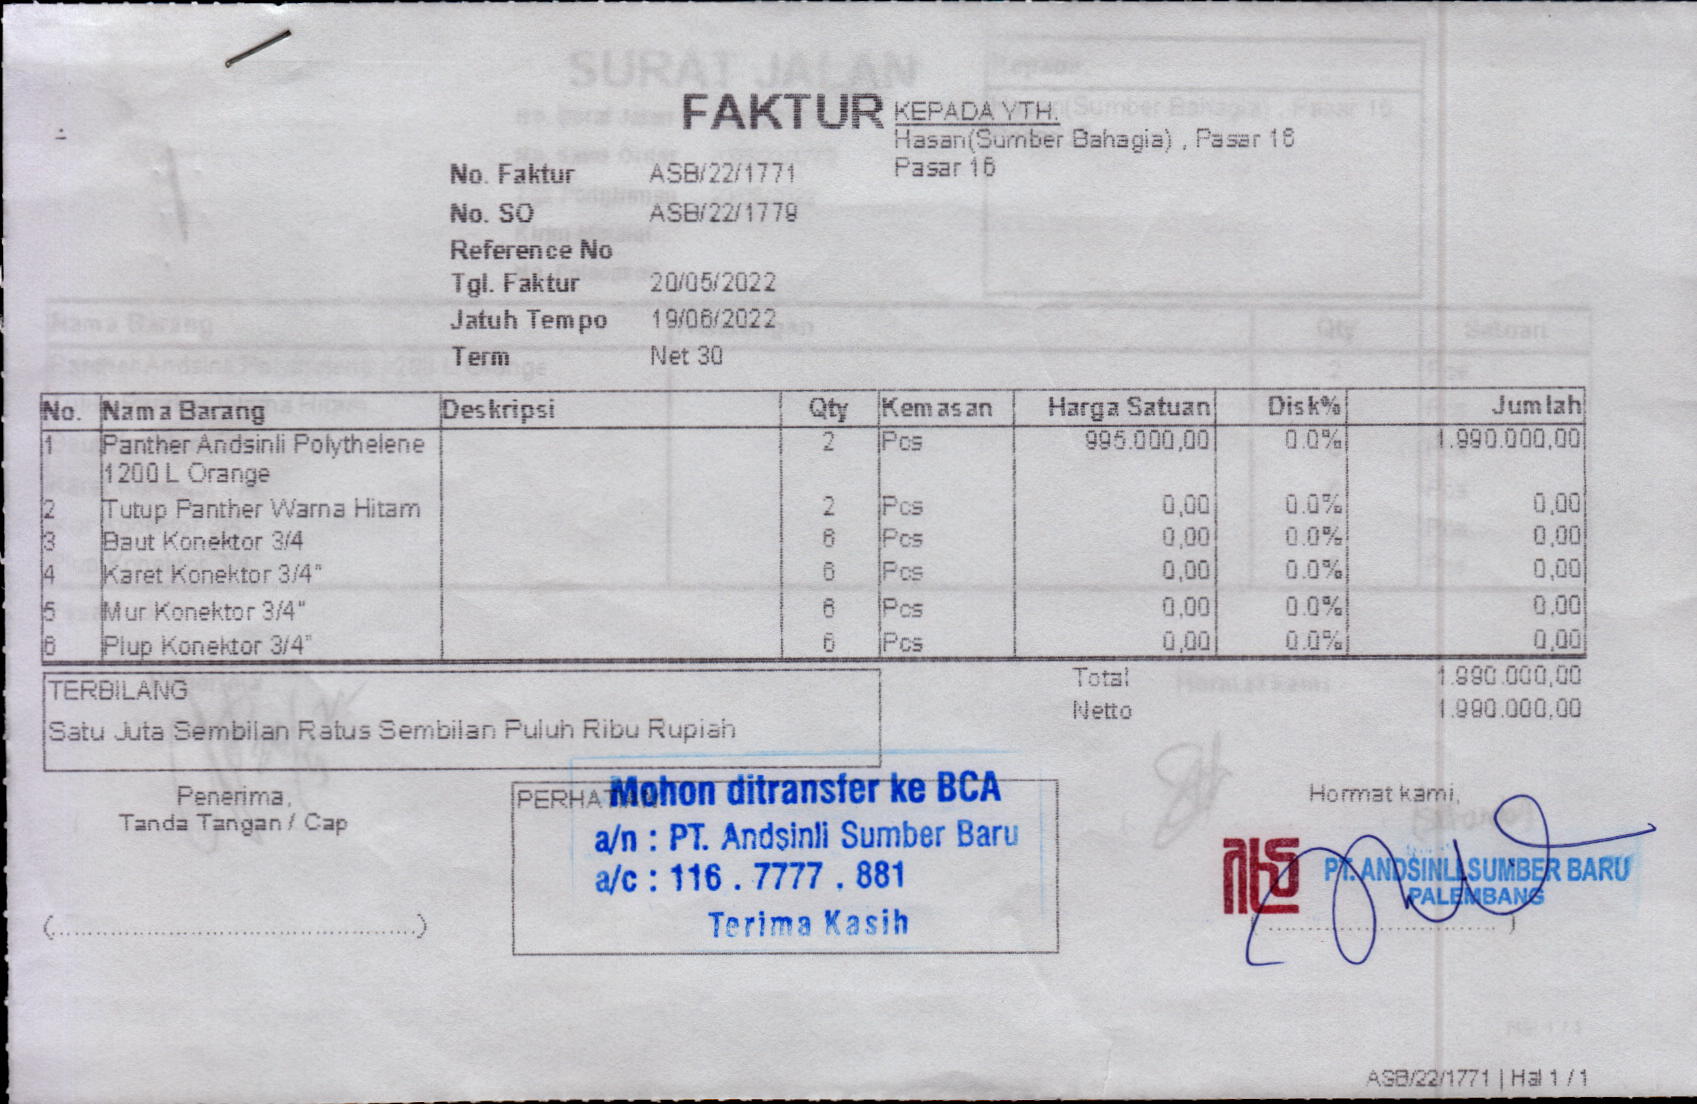 FAKTUR
KEPADA YTH.
Hasan(Sumber Bahagia) , Pasar 16
Pasar 16
No. Faktur ASB/22/1771
No. SO ASB/22/1779
Reference No
Tgl. Faktur 20/05/2022
Jatuh Tempo 19/06/2022
Term Net 30
No. Nama Barang Deskripsi Qty Kemasan Harga Satuan Disk% Jumlah
1 Panther Andsinli Polythelene 2 Pcs 995.000,00 0.0% 1.990.000,00
1200 L Orange
2 Tutup Panther Warna Hitam 2 Pcs 0,00 0.0% 0,00
3 Baut Konektor 3/4 6 Pcs 0,00 0.0% 0,00
4 Karet Konektor 3/4" 6 Pcs 0,00 0.0% 0,00
5 Mur Konektor 3/4" 6 Pcs 0,00 0.0% 0,00
6 Plup Konektor 3/4" 6 Pcs 0,00 0.0% 0,00
Total 1.990.000,00
Netto 1.990.000,00
TERBILANG
Satu Juta Sembilan Ratus Sembilan Puluh Ribu Rupiah
Penerima,
Tanda Tangan / Cap
(..........................................)
PERHATIAN
Mohon ditransfer ke BCA
a/n : PT. Andsinli Sumber Baru
a/c : 116 . 7777 . 881
Terima Kasih
Hormat kami,
PT. ANDSINLI SUMBER BARU
PALEMBANG
ASB/22/1771 | Hal 1 / 1